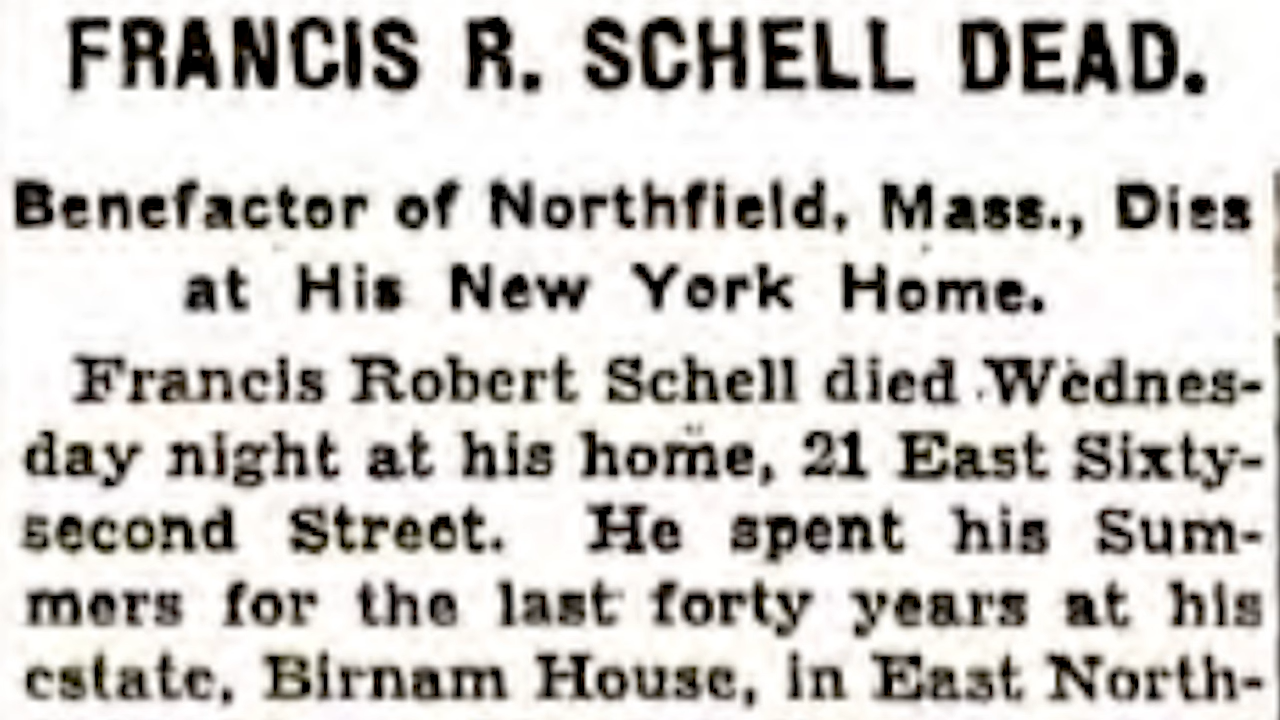 FRANCIS R. SCHELL DEAD.
Benefactor of Northfield, Mass., Dies
at His New York Home.
Francis Robert Schell died Wednes-
day night at his home, 21 East Sixty-
second Street. He spent his Sum-
mers for the last forty years at his
estate, Birnam House, in East North-